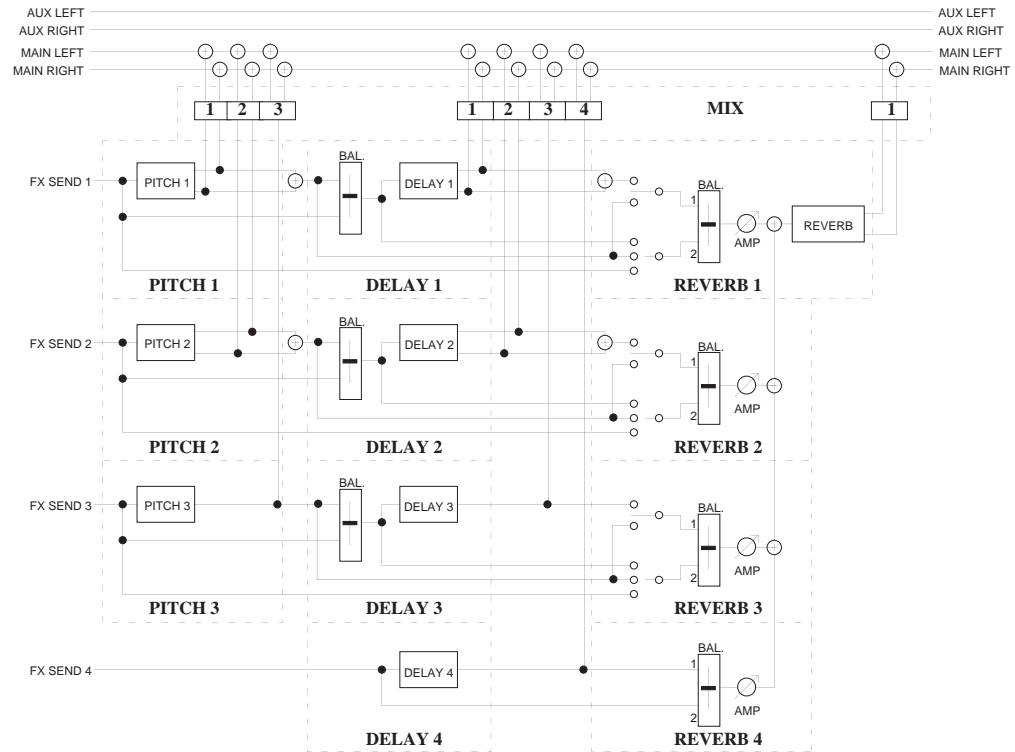 AUX LEFT AUX LEFT
AUX RIGHT AUX RIGHT
MAIN LEFT MAIN LEFT
MAIN RIGHT MAIN RIGHT
1 2 3 1 2 3 4 MIX 1
BAL. BAL.
FX SEND 1 PITCH 1 DELAY 1
1
REVERB
AMP
2
PITCH 1 DELAY 1 REVERB 1
BAL. BAL.
FX SEND 2 PITCH 2 DELAY 2
1
AMP
2
PITCH 2 DELAY 2 REVERB 2
BAL. BAL.
FX SEND 3 PITCH 3 DELAY 3
1
AMP
2
PITCH 3 DELAY 3 REVERB 3
BAL.
1
FX SEND 4 DELAY 4
AMP
2
DELAY 4 REVERB 4